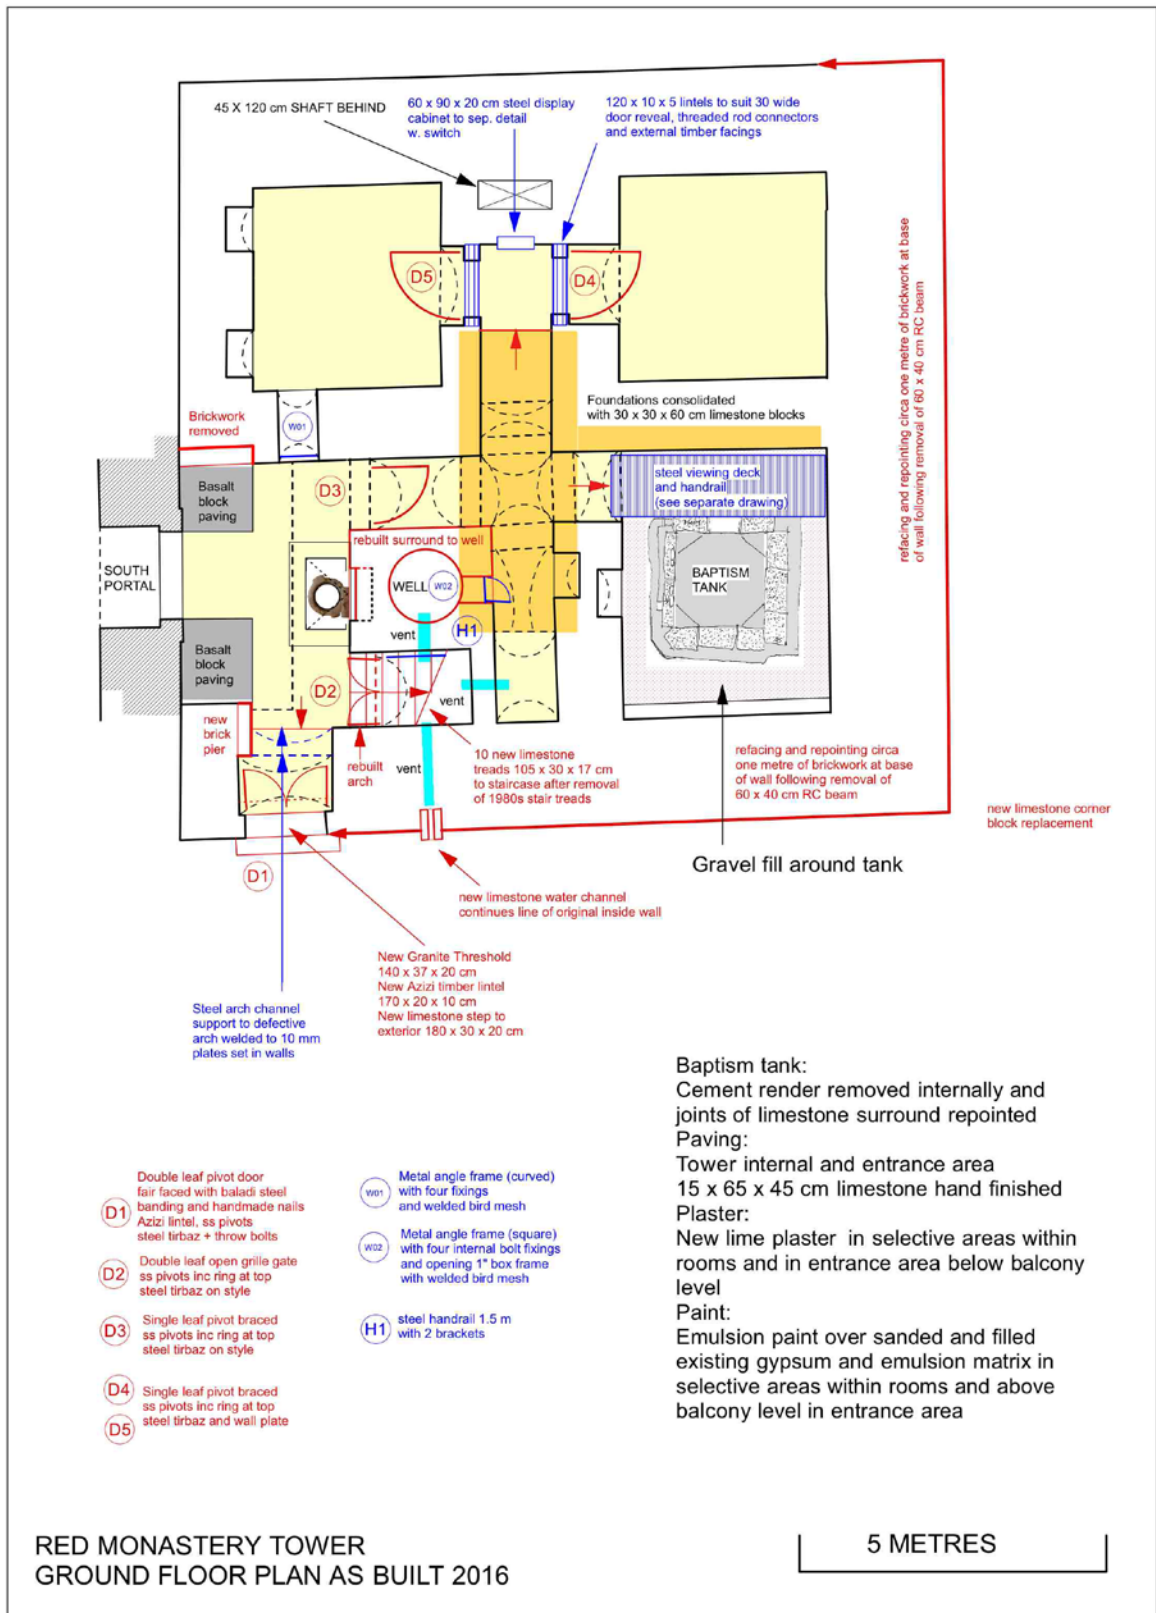 45 X 120 cm SHAFT BEHIND
60 x 90 x 20 cm steel display
cabinet to sep. detail
w. switch
120 x 10 x 5 lintels to suit 30 wide
door reveal, threaded rod connectors
and external timber facings
D5
D4
refacing and repointing circa one metre of brickwork at base
of wall following removal of 60 x 40 cm RC beam
Foundations consolidated
with 30 x 30 x 60 cm limestone blocks
Brickwork
removed
W01
Basalt
block
paving
D3
steel viewing deck
and handrail
(see separate drawing)
rebuilt surround to well
SOUTH
PORTAL
WELL
W02
BAPTISM
TANK
vent
H1
Basalt
block
paving
D2
vent
new
brick
pier
rebuilt
arch
vent
10 new limestone
treads 105 x 30 x 17 cm
to staircase after removal
of 1980s stair treads
refacing and repointing circa
one metre of brickwork at base
of wall following removal of
60 x 40 cm RC beam
new limestone corner
block replacement
D1
Gravel fill around tank
new limestone water channel
continues line of original inside wall
New Granite Threshold
140 x 37 x 20 cm
New Azizi timber lintel
170 x 20 x 10 cm
New limestone step to
exterior 180 x 30 x 20 cm
Steel arch channel
support to defective
arch welded to 10 mm
plates set in walls
Baptism tank:
Cement render removed internally and
joints of limestone surround repointed
Paving:
Tower internal and entrance area
15 x 65 x 45 cm limestone hand finished
Plaster:
New lime plaster in selective areas within
rooms and in entrance area below balcony
level
Paint:
Emulsion paint over sanded and filled
existing gypsum and emulsion matrix in
selective areas within rooms and above
balcony level in entrance area
D1
Double leaf pivot door
fair faced with baladi steel
banding and handmade nails
Azizi lintel, ss pivots
steel tirbaz + throw bolts
D2
Double leaf open grille gate
ss pivots inc ring at top
steel tirbaz on style
D3
Single leaf pivot braced
ss pivots inc ring at top
steel tirbaz on style
D4
D5
Single leaf pivot braced
ss pivots inc ring at top
steel tirbaz and wall plate
W01
Metal angle frame (curved)
with four fixings
and welded bird mesh
W02
Metal angle frame (square)
with four internal bolt fixings
and opening 1" box frame
with welded bird mesh
H1
steel handrail 1.5 m
with 2 brackets
RED MONASTERY TOWER
GROUND FLOOR PLAN AS BUILT 2016
5 METRES